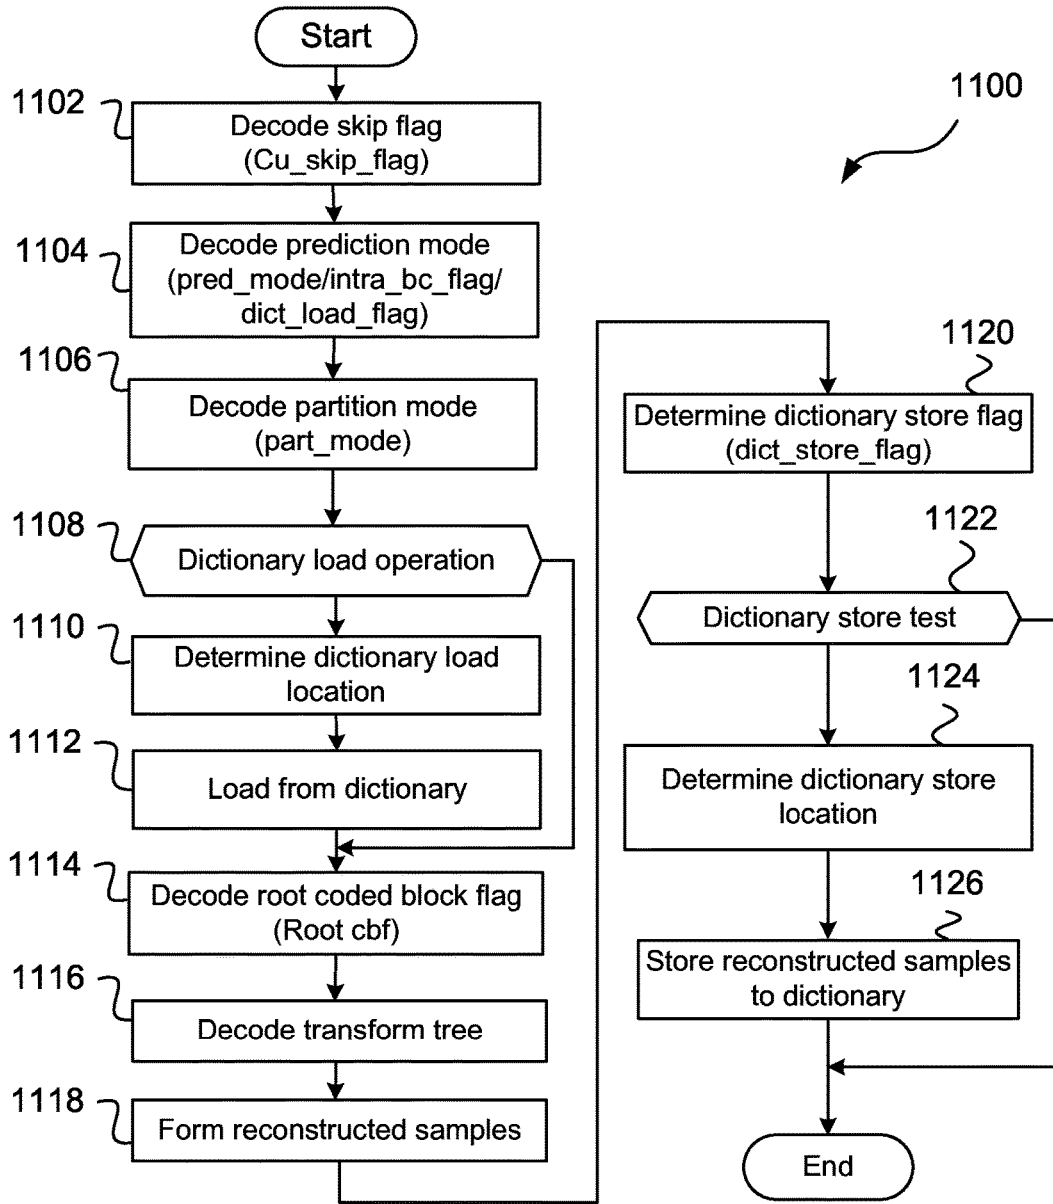 Start
1100
1102
Decode skip flag
(Cu_skip_flag)
1104
Decode prediction mode
(pred_mode/intra_bc_flag/
dict_load_flag)
1106
Decode partition mode
(part_mode)
1108
Dictionary load operation
1110
Determine dictionary load
location
1112
Load from dictionary
1114
Decode root coded block flag
(Root cbf)
1116
Decode transform tree
1118
Form reconstructed samples
1120
Determine dictionary store flag
(dict_store_flag)
1122
Dictionary store test
1124
Determine dictionary store
location
1126
Store reconstructed samples
to dictionary
End